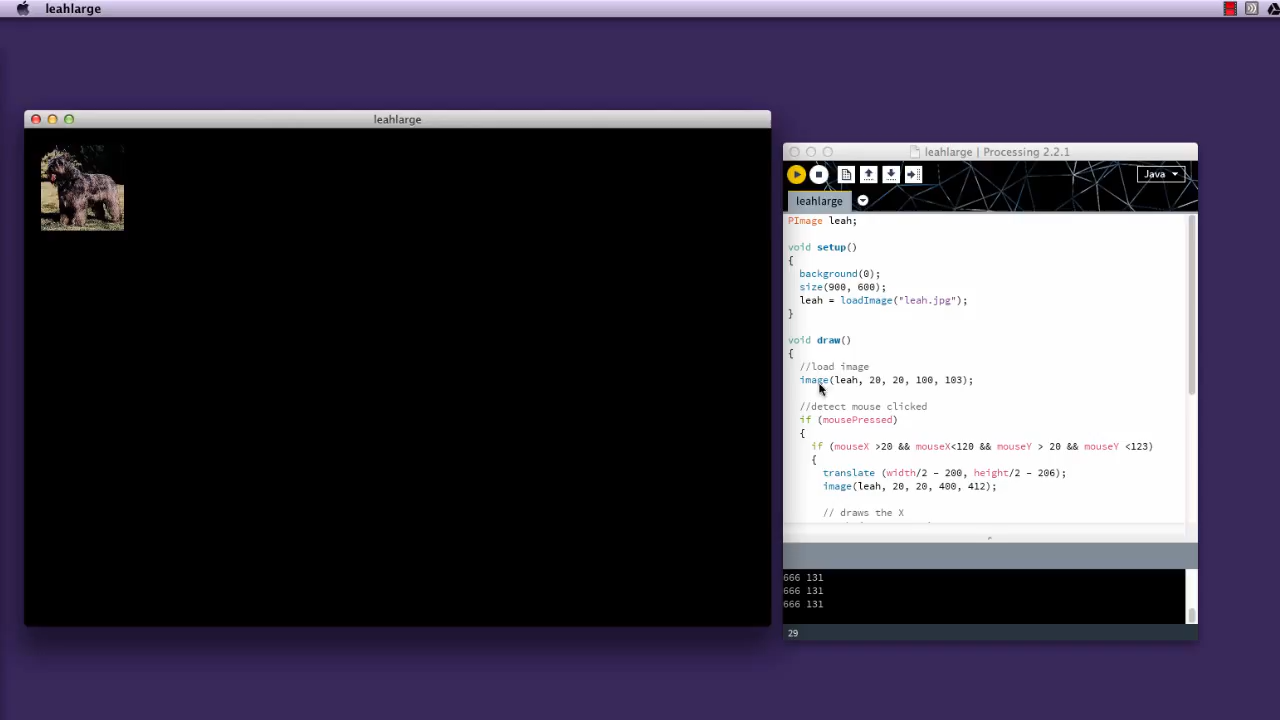 leahlarge
leahlarge
leahlarge | Processing 2.2.1
Java
leahlarge
PImage leah;
void setup()
{
background(0);
size(900, 600);
leah = loadImage("leah.jpg");
}
void draw()
{
//load image
image(leah, 20, 20, 100, 103);
//detect mouse clicked
if (mousePressed)
{
if (mouseX >20 && mouseX<120 && mouseY > 20 && mouseY <123)
{
translate (width/2 - 200, height/2 - 206);
image(leah, 20, 20, 400, 412);
// draws the X
666 131
666 131
666 131
29